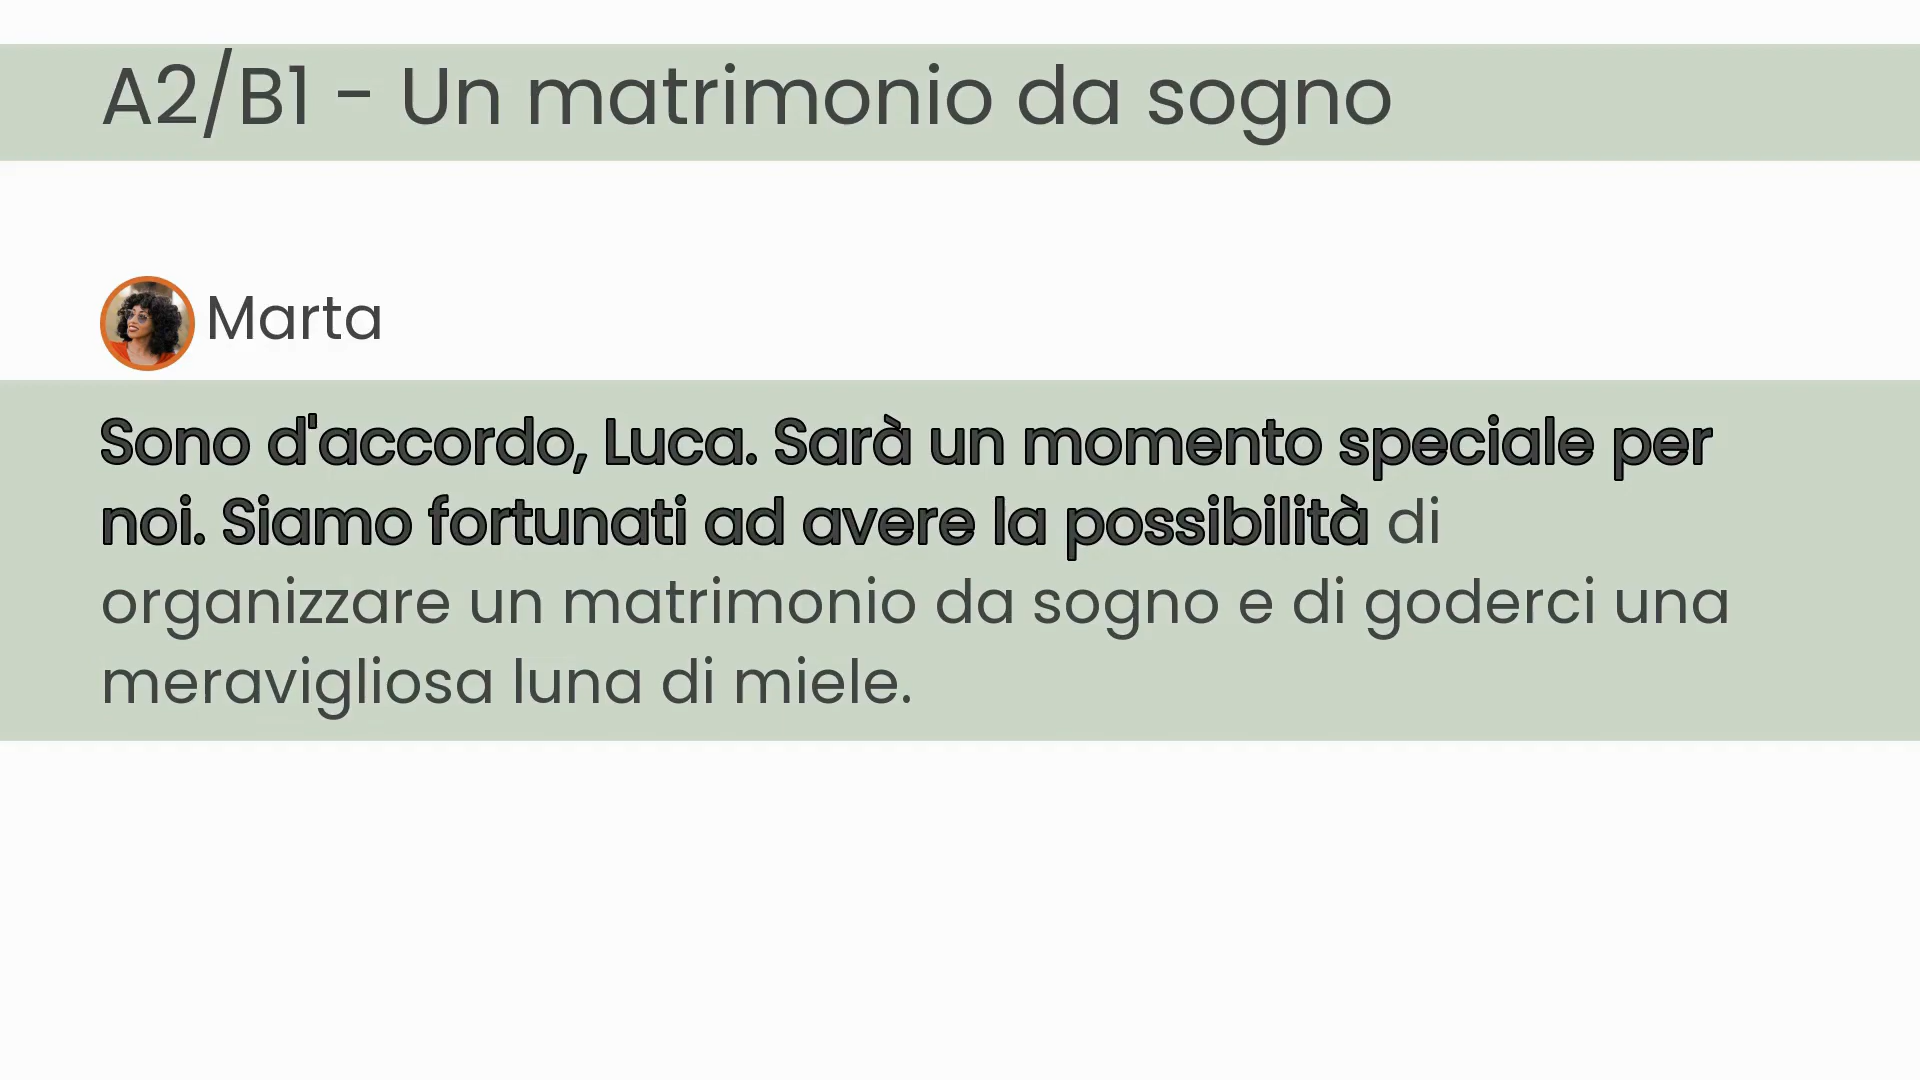 A2/B1 - Un matrimonio da sogno
Marta
Sono d'accordo, Luca. Sarà un momento speciale per
noi. Siamo fortunati ad avere la possibilità di
organizzare un matrimonio da sogno e di goderci una
meravigliosa luna di miele.